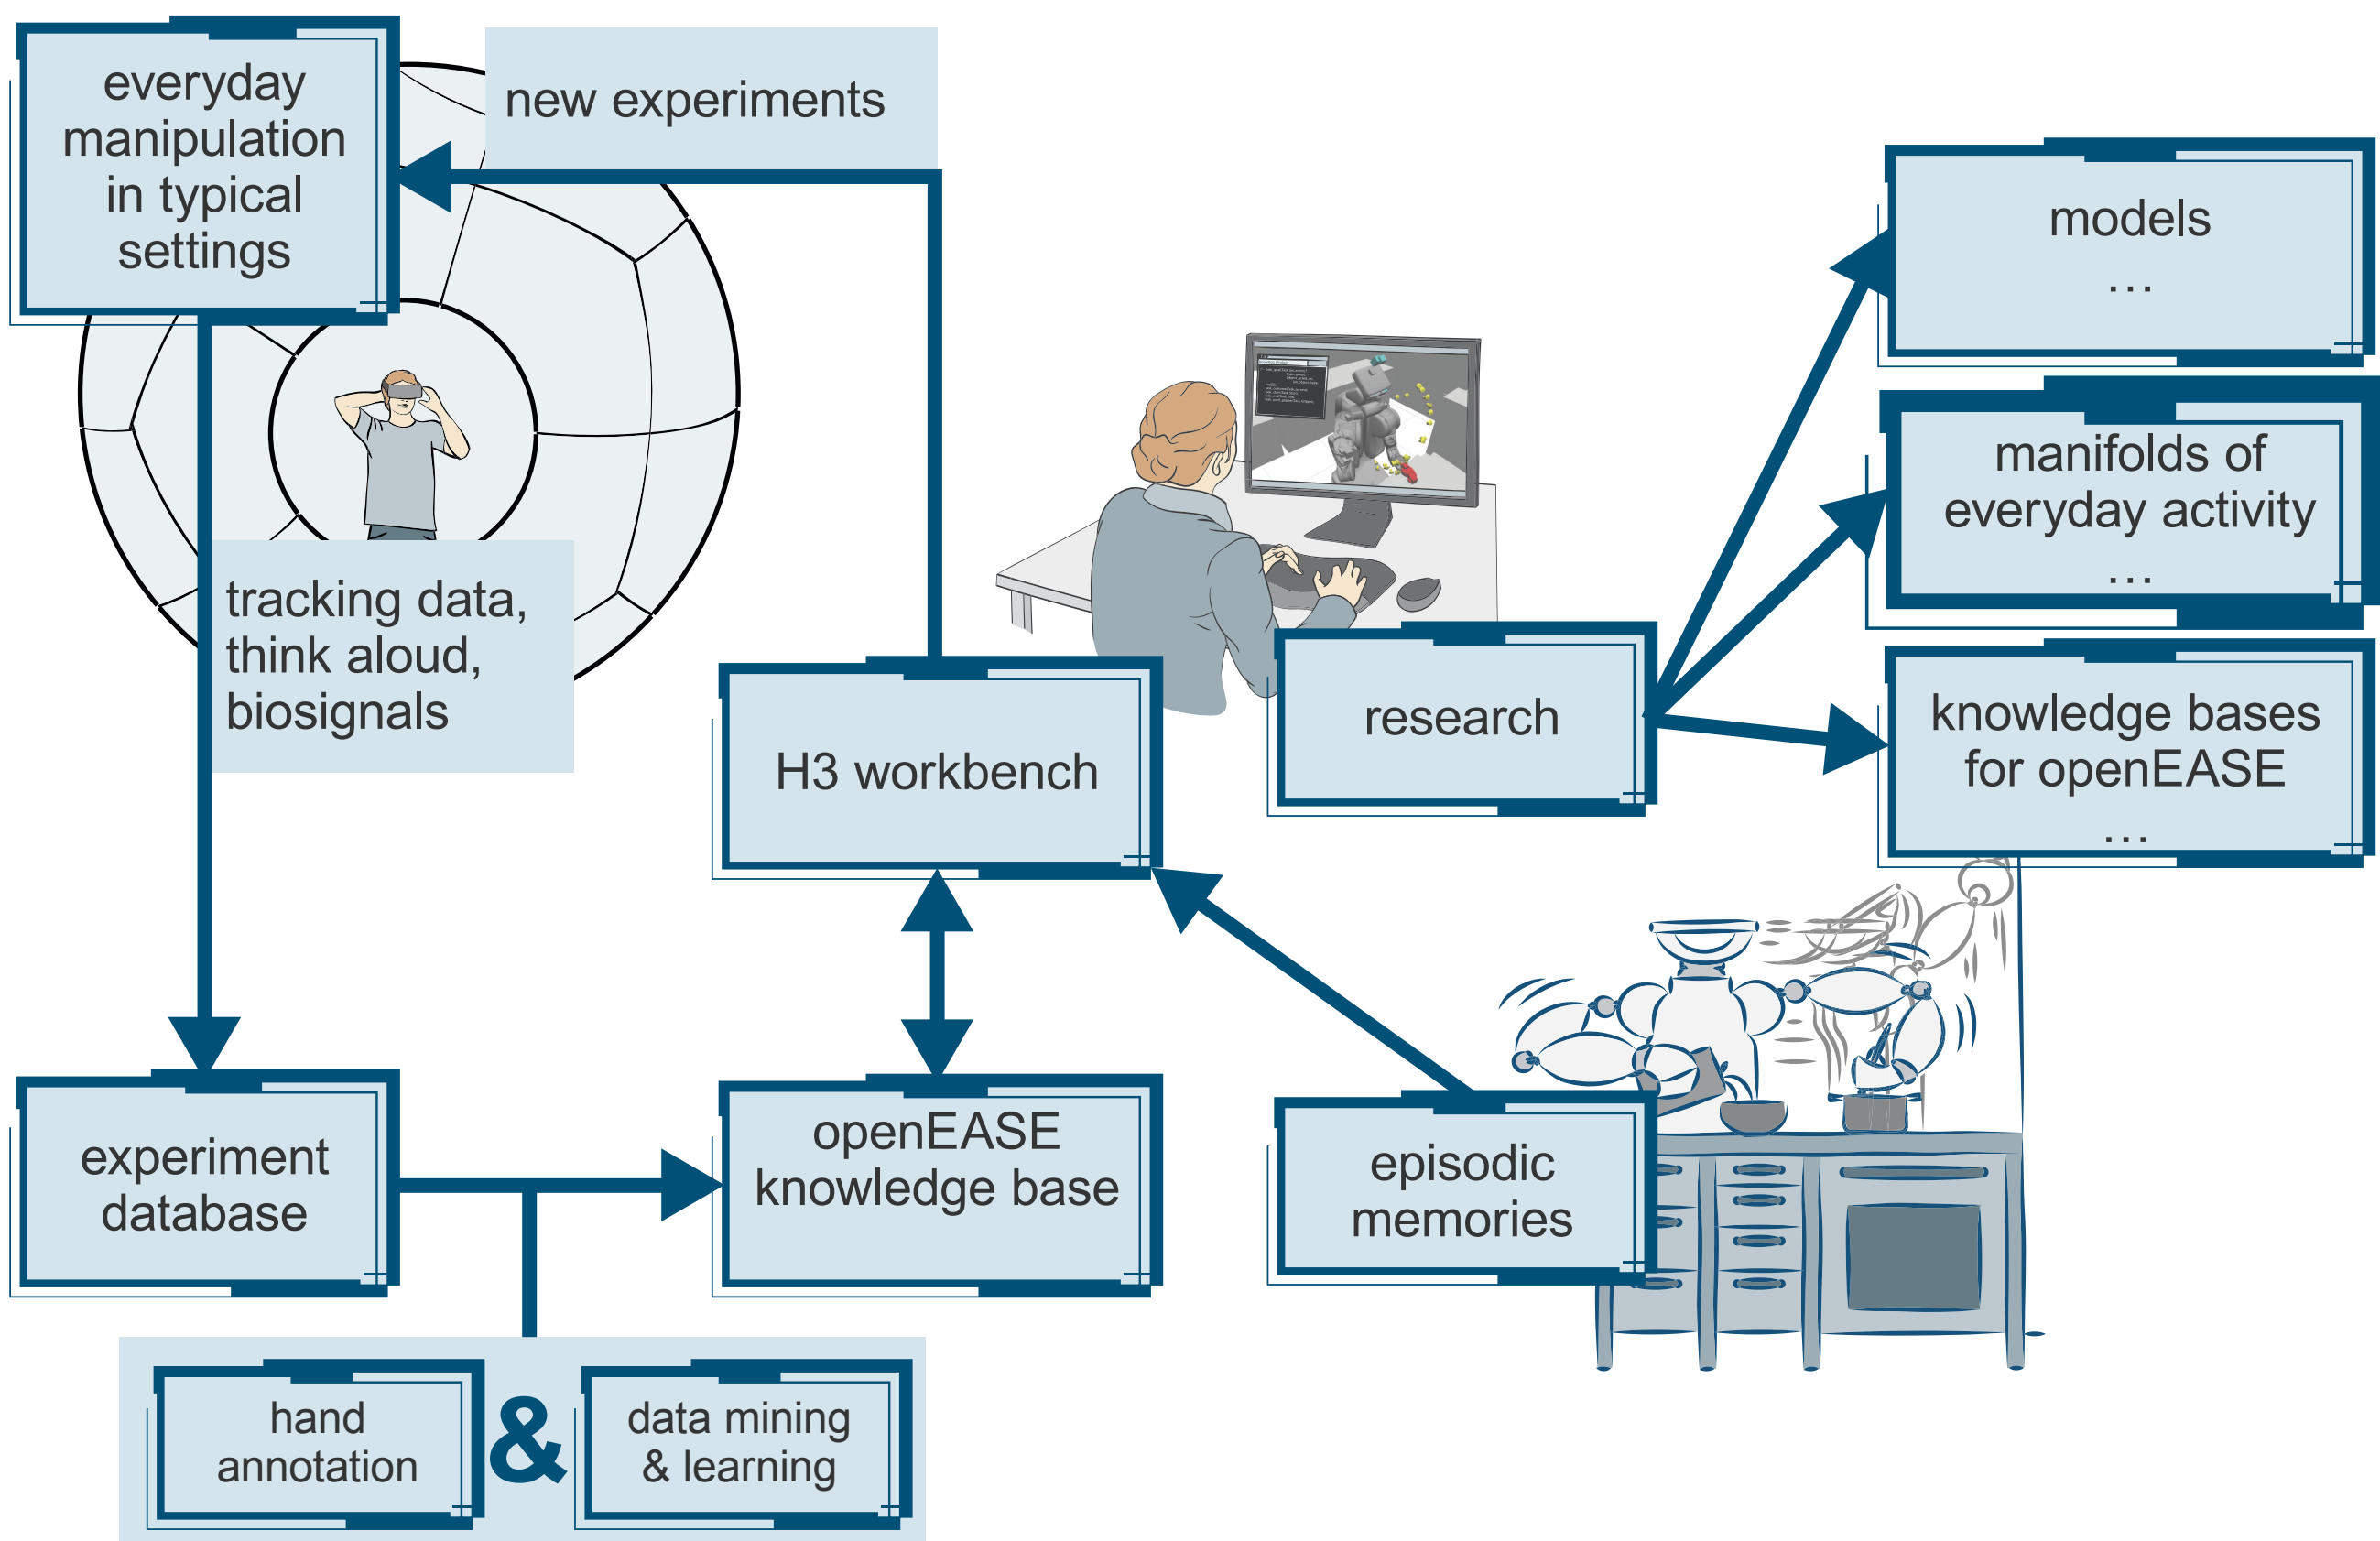 everyday
manipulation
in typical
settings
new experiments
tracking data,
think aloud,
biosignals
models
...
manifolds of
everyday activity
...
knowledge bases
for openEASE
...
research
H3 workbench
experiment
database
openEASE
knowledge base
episodic
memories
hand
annotation
&
data mining
& learning